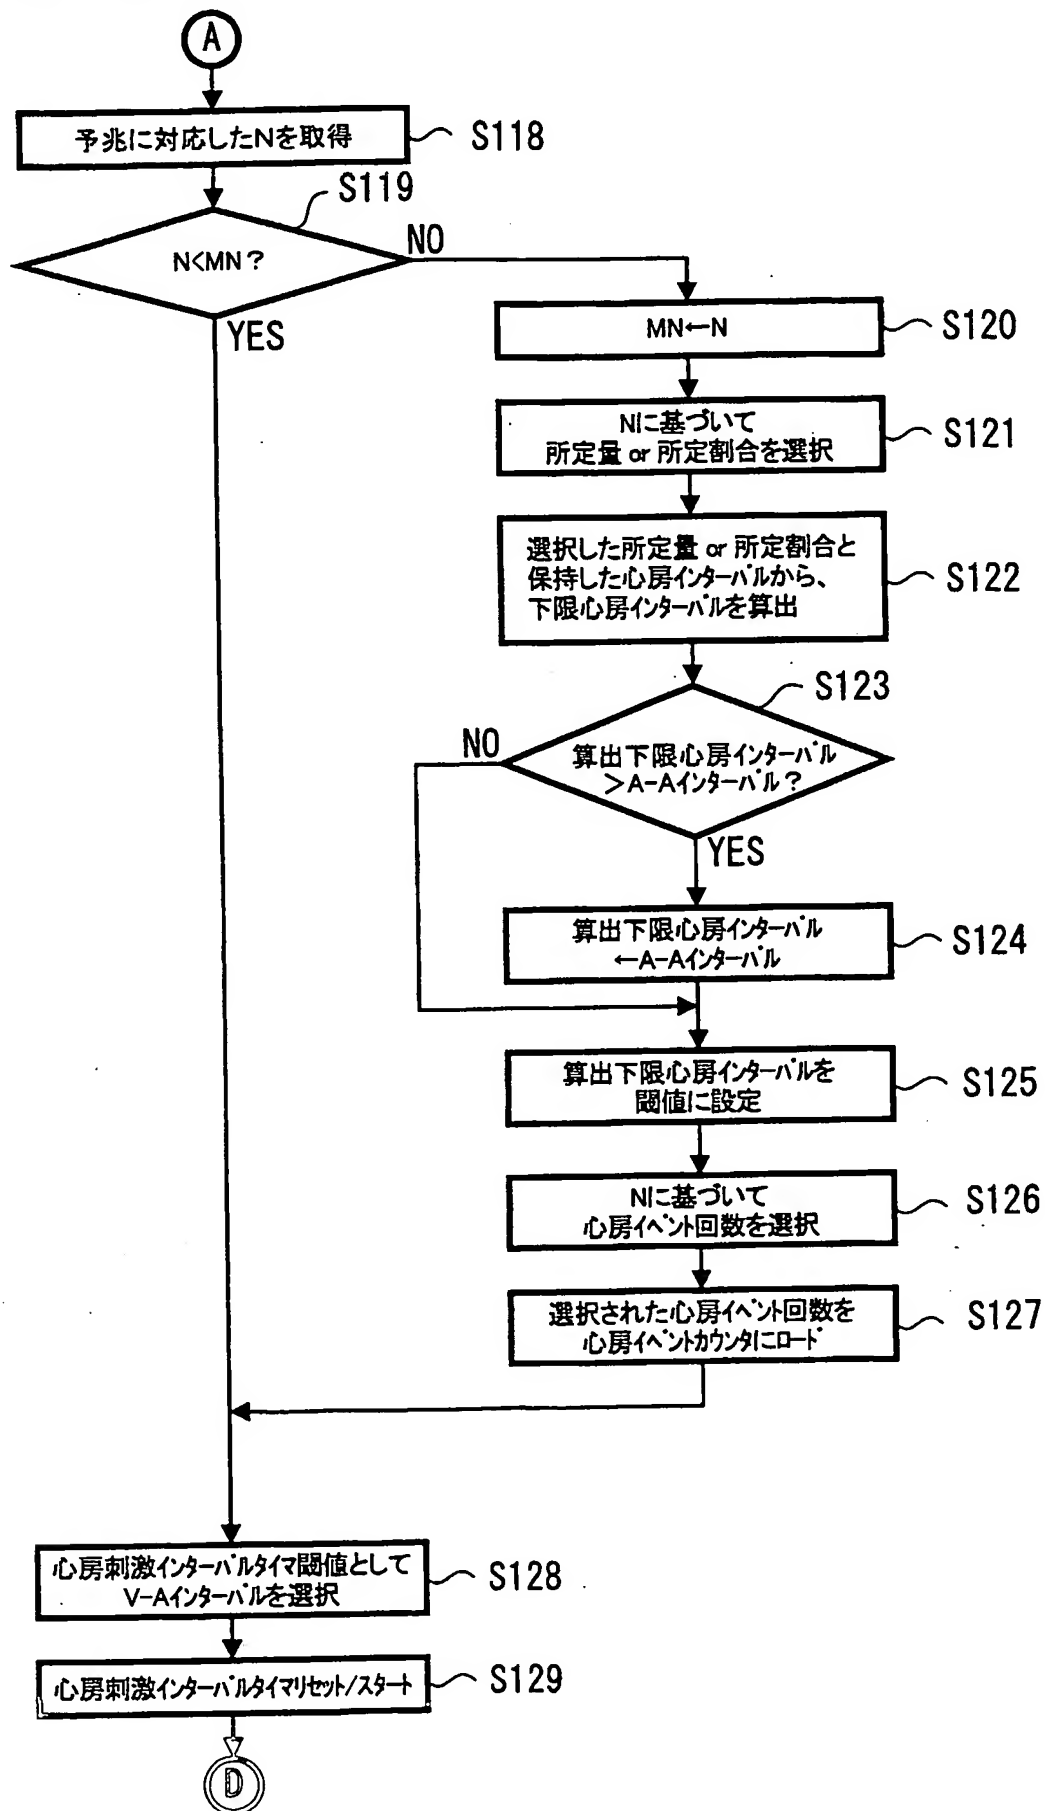 A
予兆に対応したNを取得
S118
S119
N<MN?
NO
YES
MN←N
S120
Nに基づいて
所定量 or 所定割合を選択
S121
選択した所定量 or 所定割合と
保持した心房インターバルから、
下限心房インターバルを算出
S122
S123
算出下限心房インターバル
>A-Aインターバル?
NO
YES
算出下限心房インターバル
←A-Aインターバル
S124
算出下限心房インターバルを
閾値に設定
S125
Nに基づいて
心房イベント回数を選択
S126
選択された心房イベント回数を
心房イベントカウンタにロード
S127
心房刺激インターバルタイマ閾値として
V-Aインターバルを選択
S128
心房刺激インターバルタイマリセット/スタート
S129
D